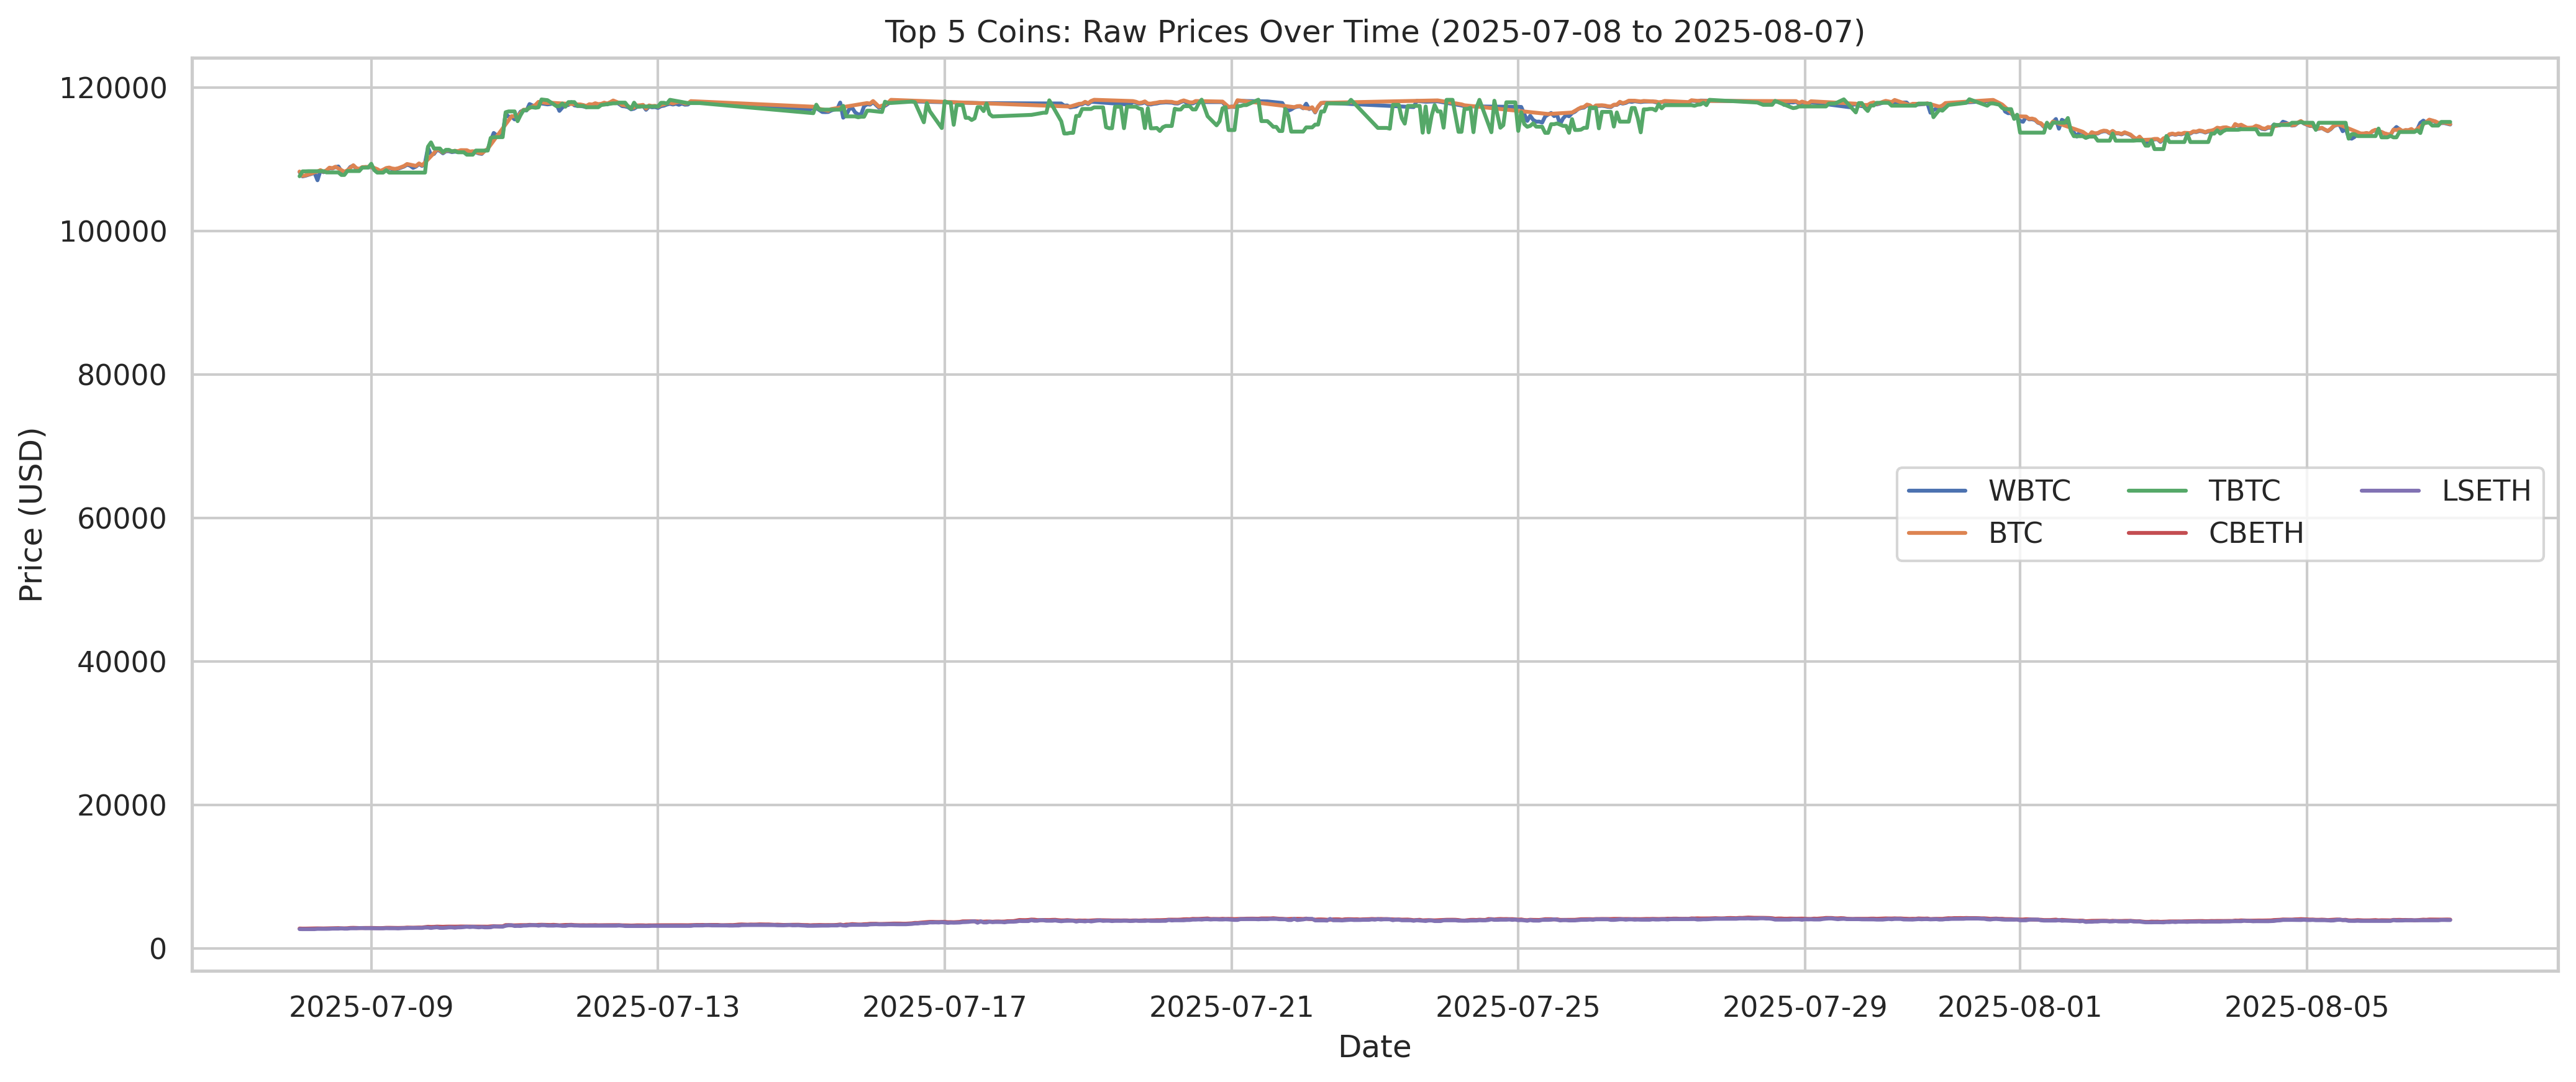 Top 5 Coins: Raw Prices Over Time (2025-07-08 to 2025-08-07)
120000
100000
80000
60000
40000
20000
0
Price (USD)
WBTC TBTC LSETH
BTC CBETH
2025-07-09 2025-07-13 2025-07-17 2025-07-21 2025-07-25 2025-07-29 2025-08-01 2025-08-05
Date